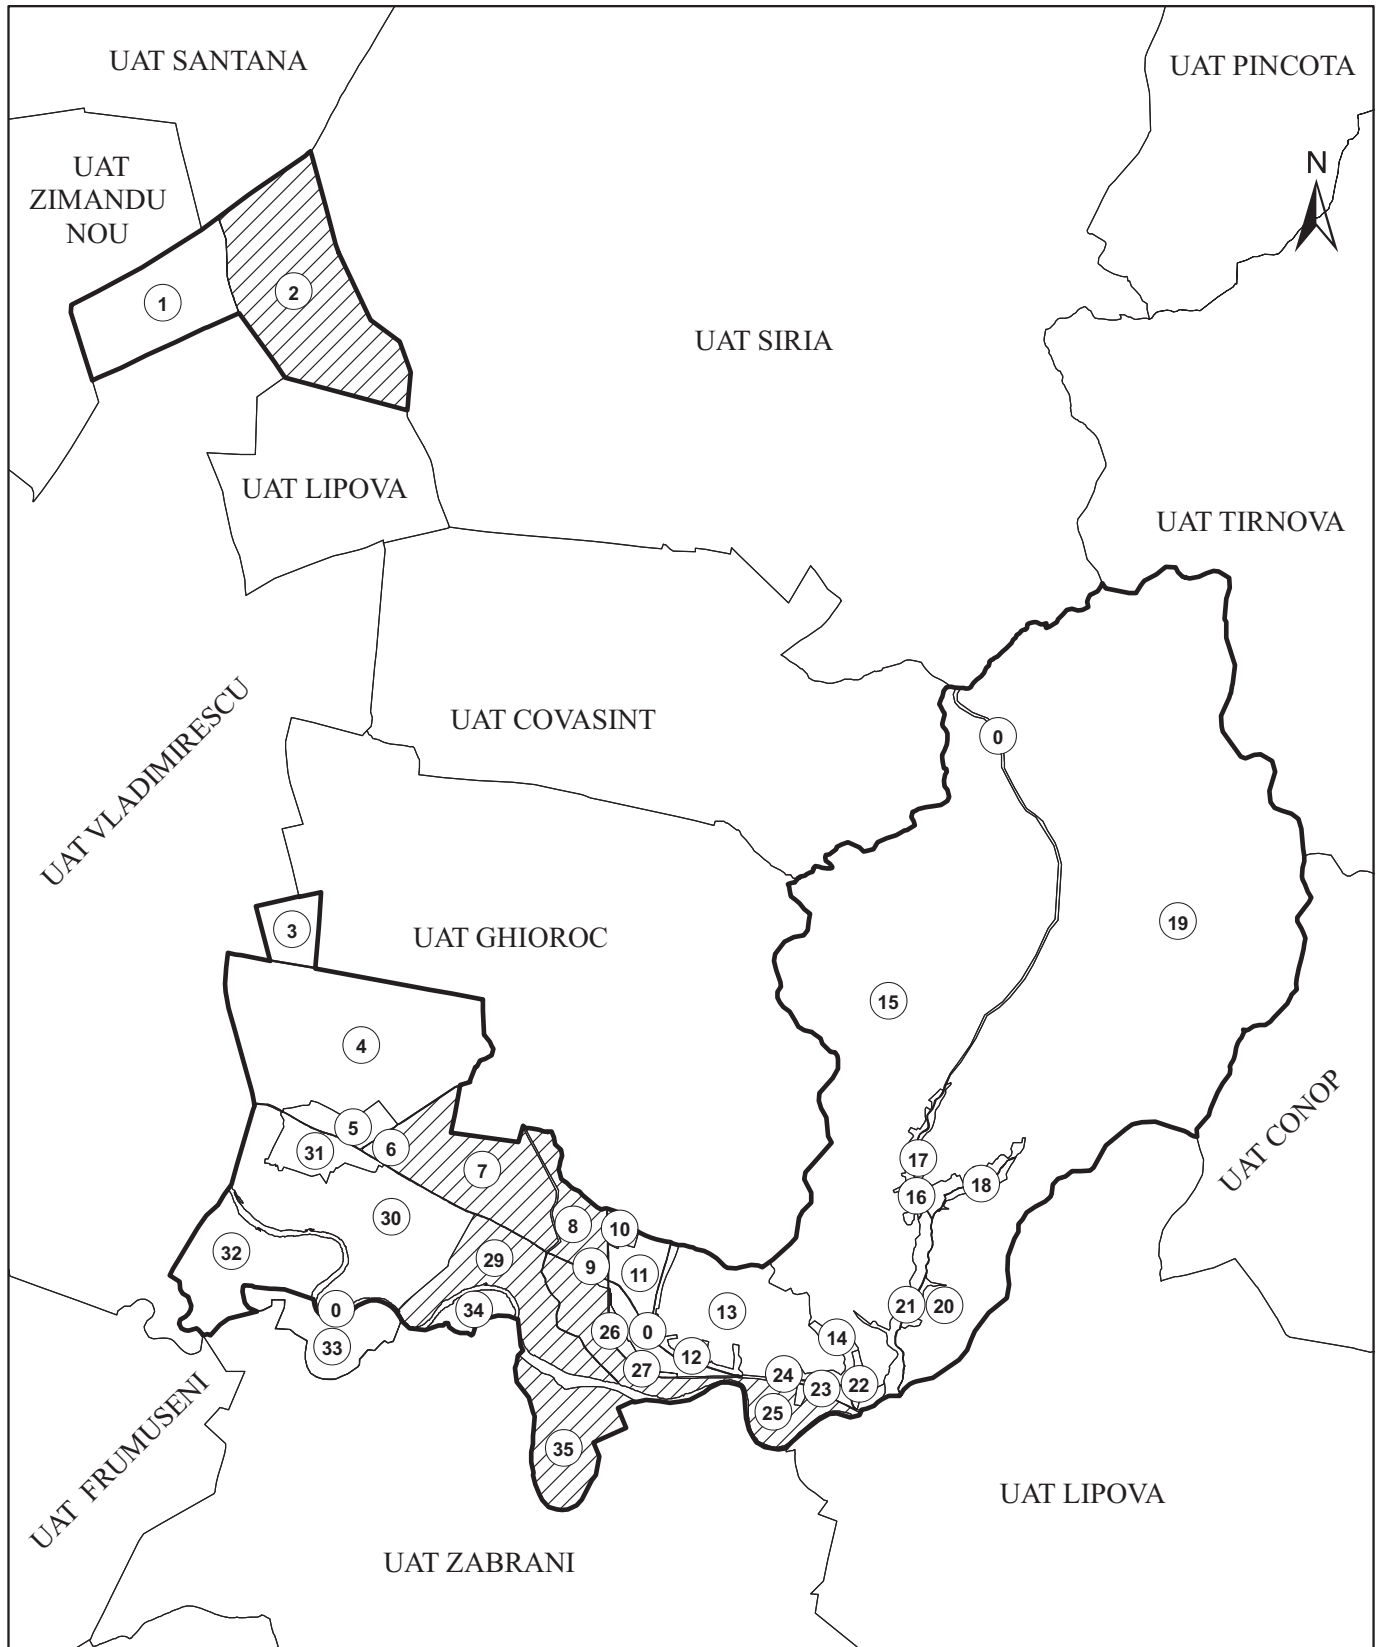 UAT SANTANA
UAT PINCOTA
UAT
ZIMANDU
NOU
N
1
2
UAT SIRIA
UAT LIPOVA
UAT TIRNOVA
UAT VLADIMIRESCU
UAT COVASINT
0
3
UAT GHIOROC
19
15
4
5
6
31
7
17
18
16
UAT CONOP
30
8
10
32
29
9
11
0
34
13
21
20
33
26
0
14
27
12
24
23
22
25
35
UAT FRUMUSENI
UAT LIPOVA
UAT ZABRANI